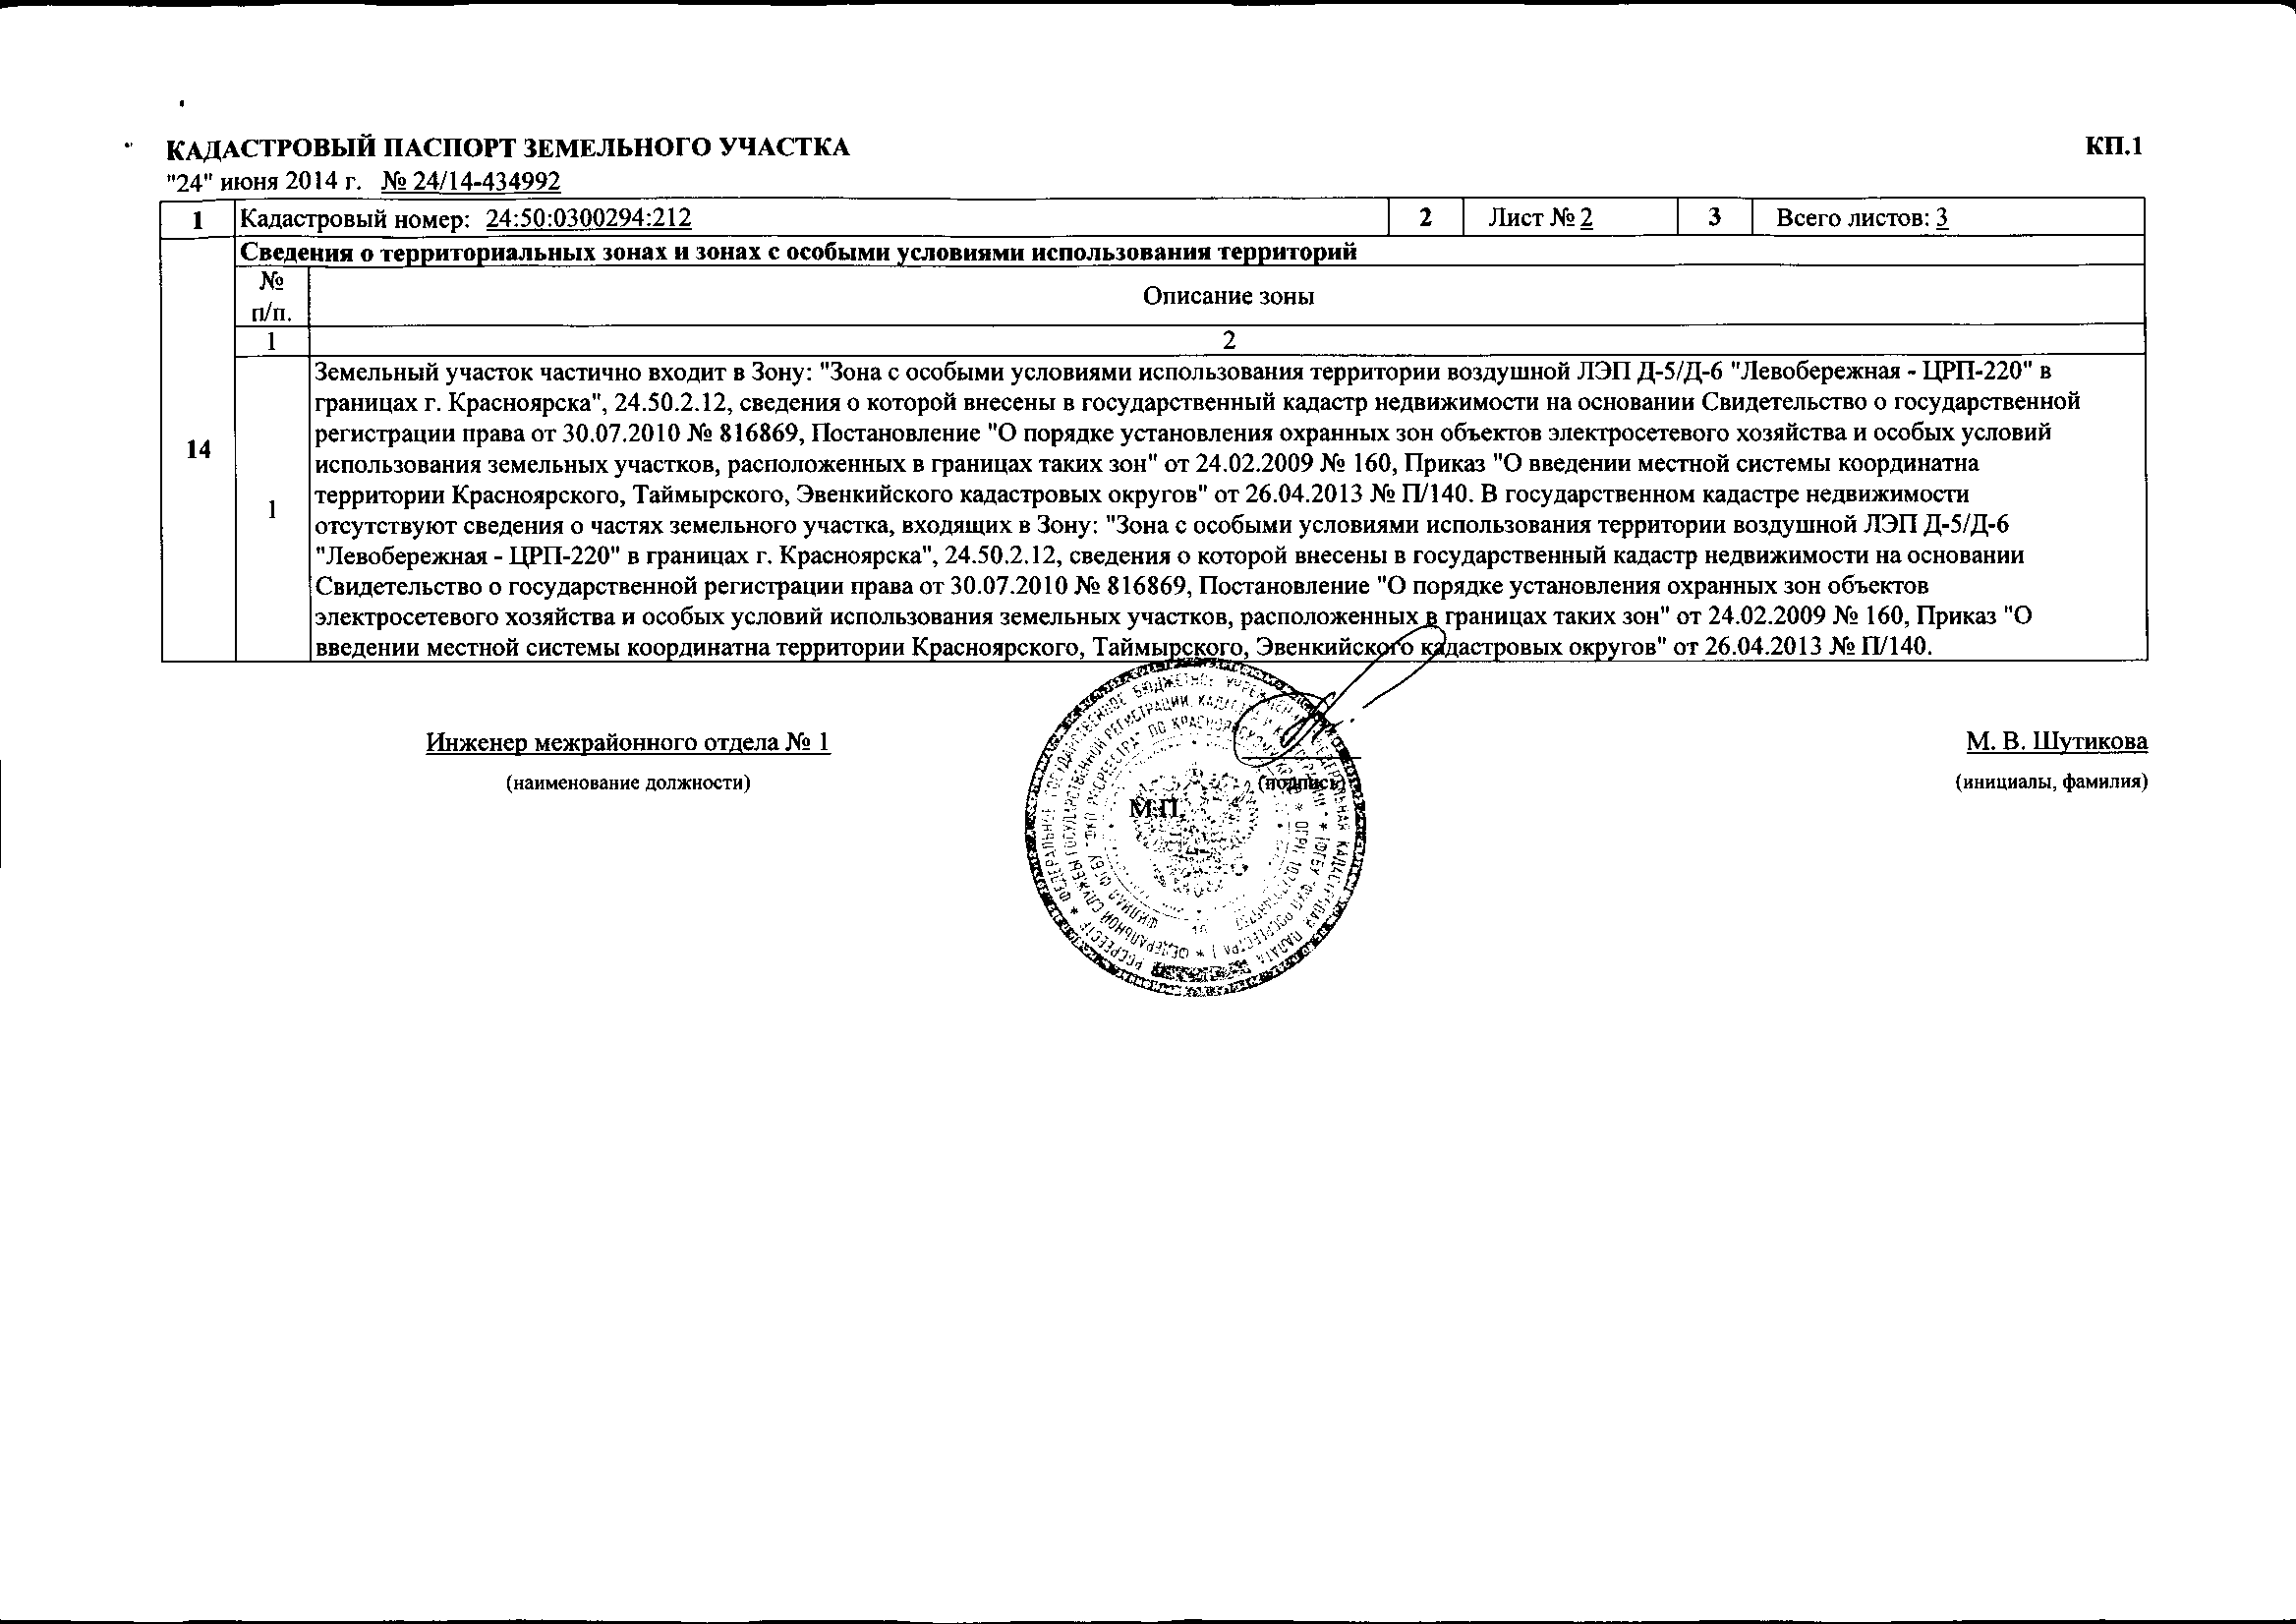 КАДАСТРОВЫЙ ПАСПОРТ ЗЕМЕЛЬНОГО УЧАСТКА
КП.1
"24" июня 2014 г. № 24/14-434992
1 Кадастровый номер: 24:50:0300294:212 2 Лист № 2 3 Всего листов: 3
Сведения о территориальных зонах и зонах с особыми условиями использования территорий
№
п/п.
Описание зоны
1 2
14
1
Земельный участок частично входит в Зону: "Зона с особыми условиями использования территории воздушной ЛЭП Д-5/Д-6 "Левобережная - ЦРП-220" в
границах г. Красноярска", 24.50.2.12, сведения о которой внесены в государственный кадастр недвижимости на основании Свидетельство о государственной
регистрации права от 30.07.2010 № 816869, Постановление "О порядке установления охранных зон объектов электросетевого хозяйства и особых условий
использования земельных участков, расположенных в границах таких зон" от 24.02.2009 № 160, Приказ "О введении местной системы координатна
территории Красноярского, Таймырского, Эвенкийского кадастровых округов" от 26.04.2013 № П/140. В государственном кадастре недвижимости
отсутствуют сведения о частях земельного участка, входящих в Зону: "Зона с особыми условиями использования территории воздушной ЛЭП Д-5/Д-6
"Левобережная - ЦРП-220" в границах г. Красноярска", 24.50.2.12, сведения о которой внесены в государственный кадастр недвижимости на основании
Свидетельство о государственной регистрации права от 30.07.2010 № 816869, Постановление "О порядке установления охранных зон объектов
электросетевого хозяйства и особых условий использования земельных участков, расположенных в границах таких зон" от 24.02.2009 № 160, Приказ "О
введении местной системы координатна территории Красноярского, Таймырского, Эвенкийского кадастровых округов" от 26.04.2013 № П/140.
Инженер межрайонного отдела № 1
М. В. Шутикова
(наименование должности)
(подпись)
(инициалы, фамилия)
М.П.